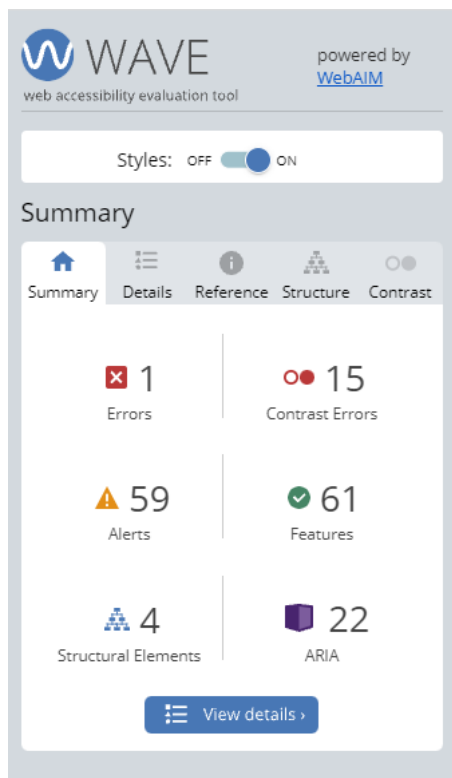 WAVE
powered by
WebAIM
web accessibility evaluation tool
Styles: OFF ON
Summary
Summary Details Reference Structure Contrast
1 15
Errors Contrast Errors
59 61
Alerts Features
4 22
Structural Elements ARIA
View details ›